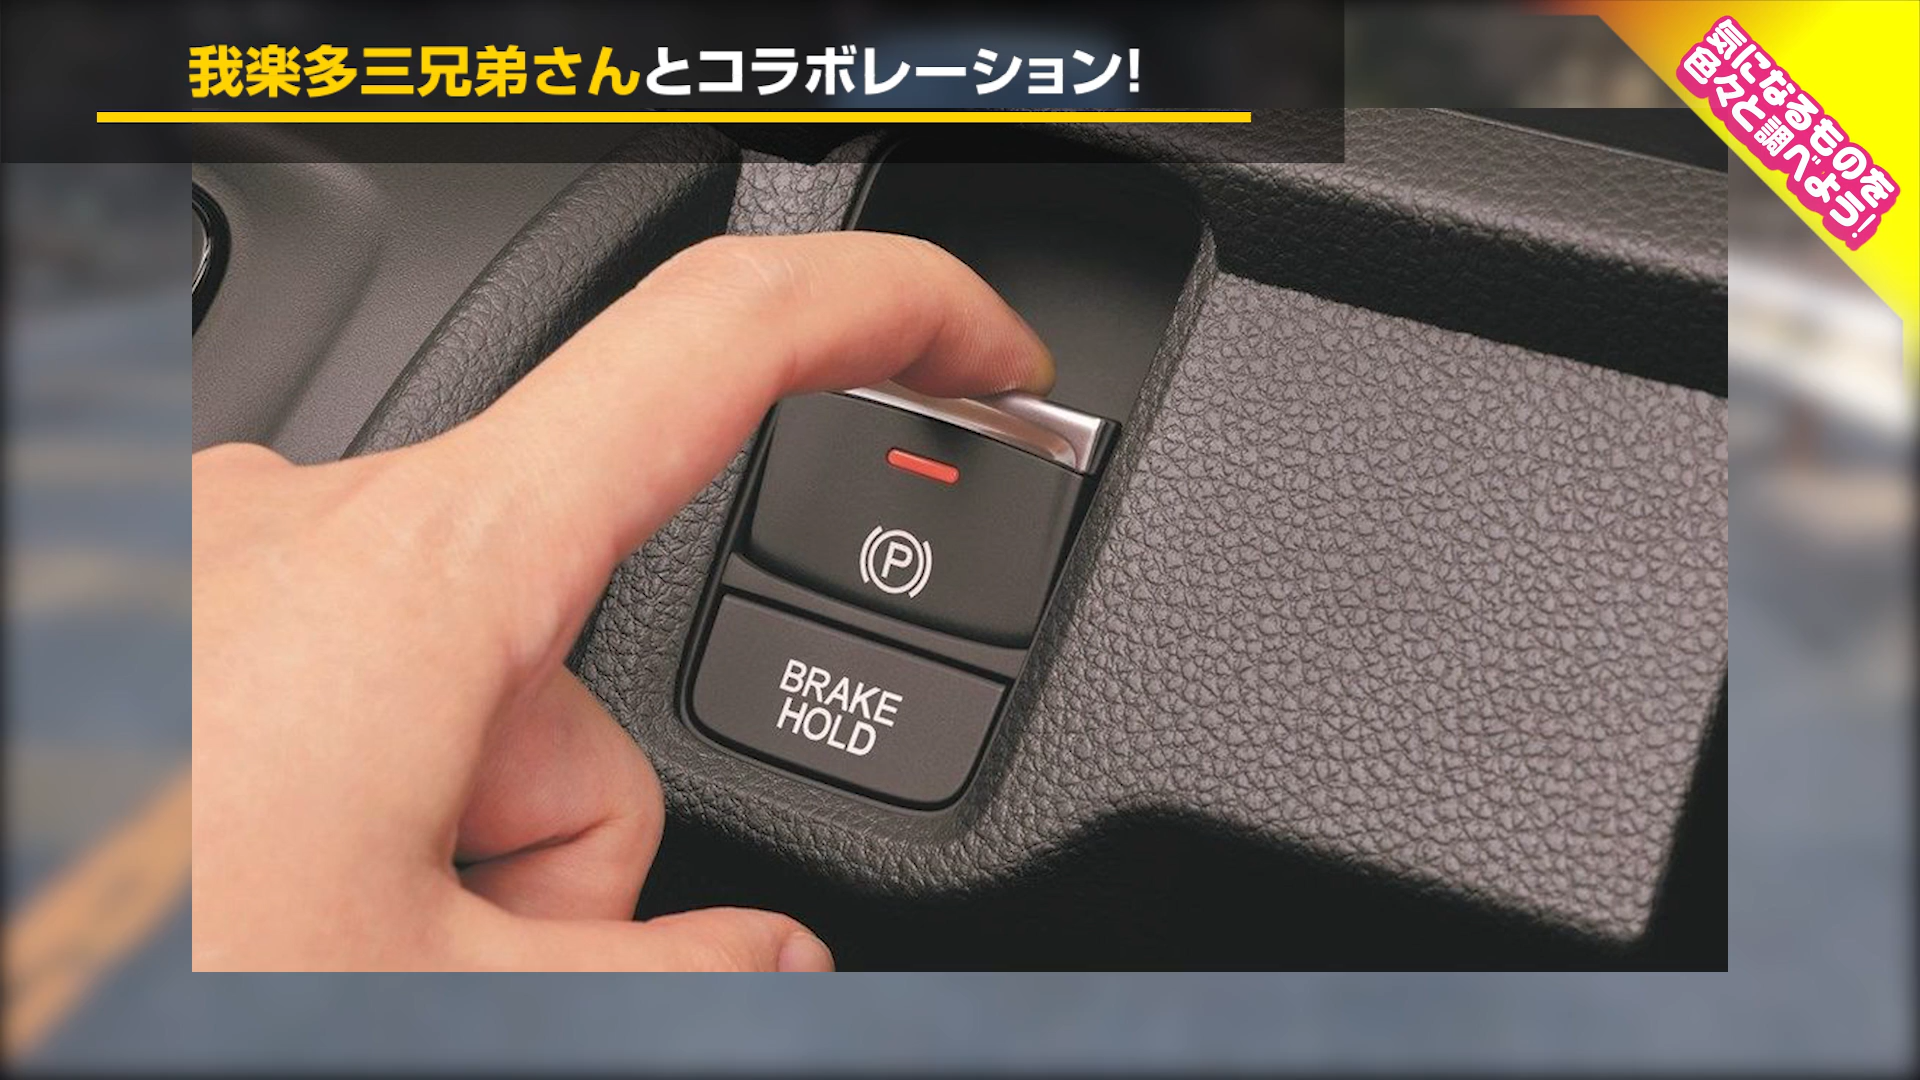 我楽多三兄弟さんとコラボレーション!
気になるものを
色々と調べよう!
P
BRAKE
HOLD